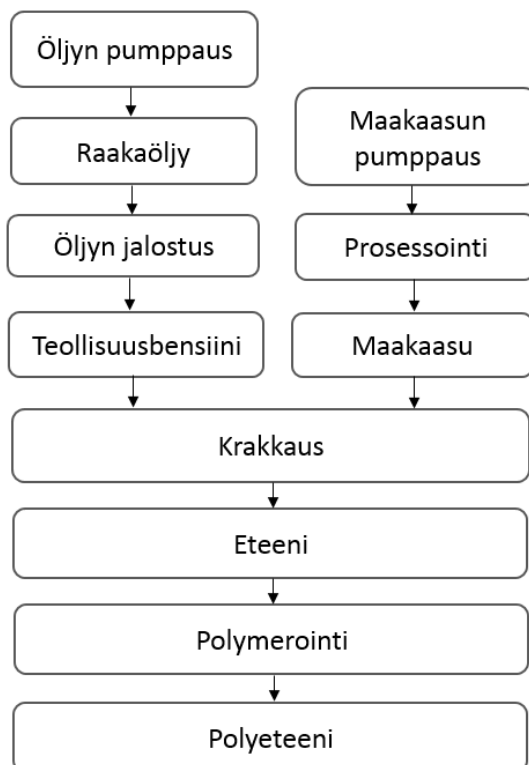 Öljyn pumppaus
Raakaöljy
Öljyn jalostus
Teollisuusbensiini
Maakaasun
pumppaus
Prosessointi
Maakaasu
Krakkaus
Eteeni
Polymerointi
Polyeteeni